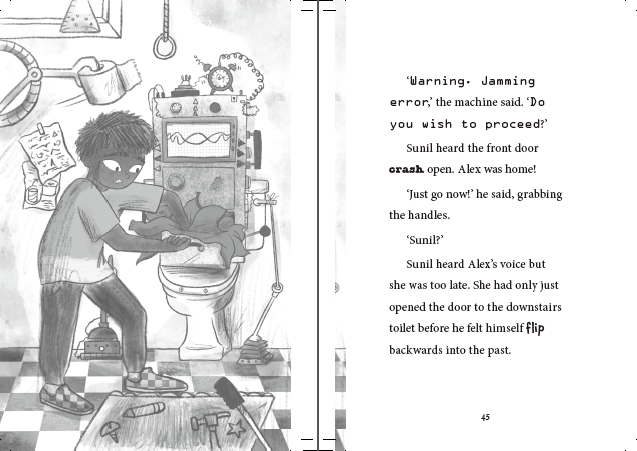 ‘Warning. Jamming
error,’ the machine said. ‘Do
you wish to proceed?’
Sunil heard the front door
crash open. Alex was home!
‘Just go now!’ he said, grabbing
the handles.
‘Sunil?’
Sunil heard Alex’s voice but
she was too late. She had only just
opened the door to the downstairs
toilet before he felt himself flip
backwards into the past.
45